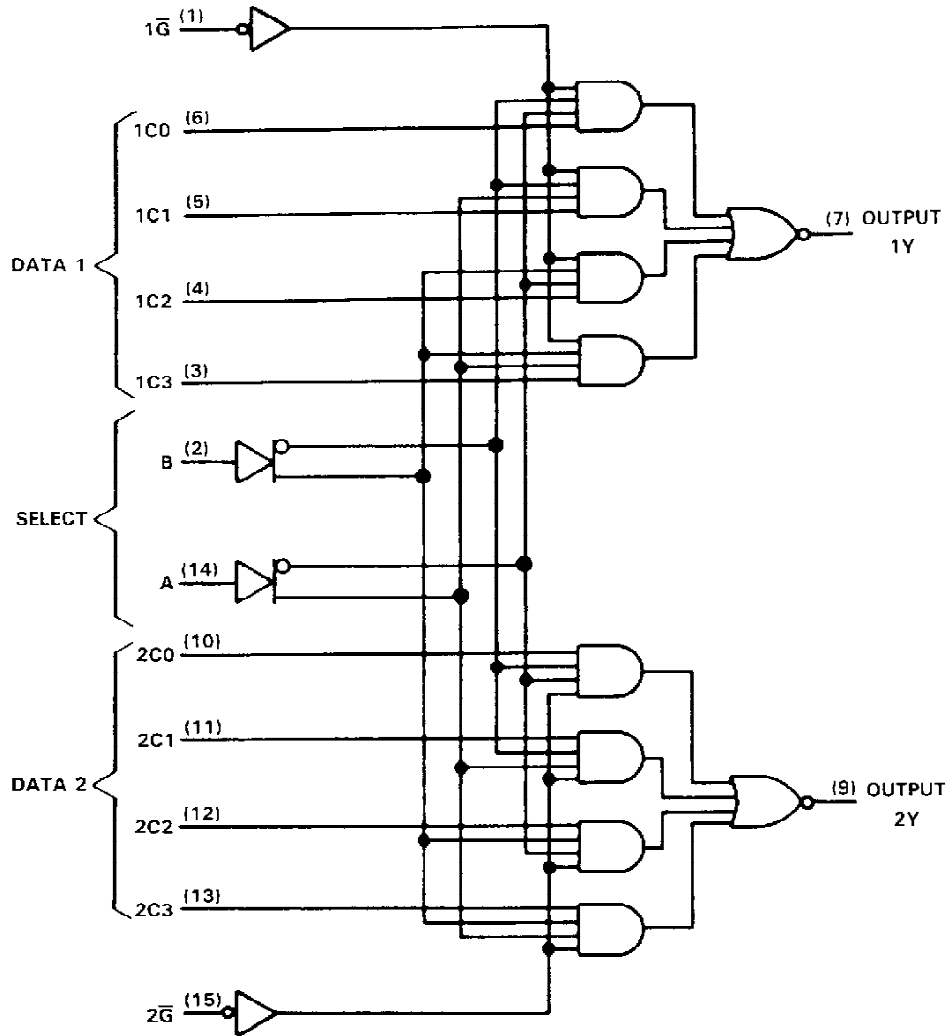 1G̅ (1)
1C0 (6)
1C1 (5)
DATA 1
1C2 (4)
1C3 (3)
(7) OUTPUT
1Y
B (2)
SELECT
A (14)
2C0 (10)
2C1 (11)
DATA 2
2C2 (12)
2C3 (13)
(9) OUTPUT
2Y
2G̅ (15)